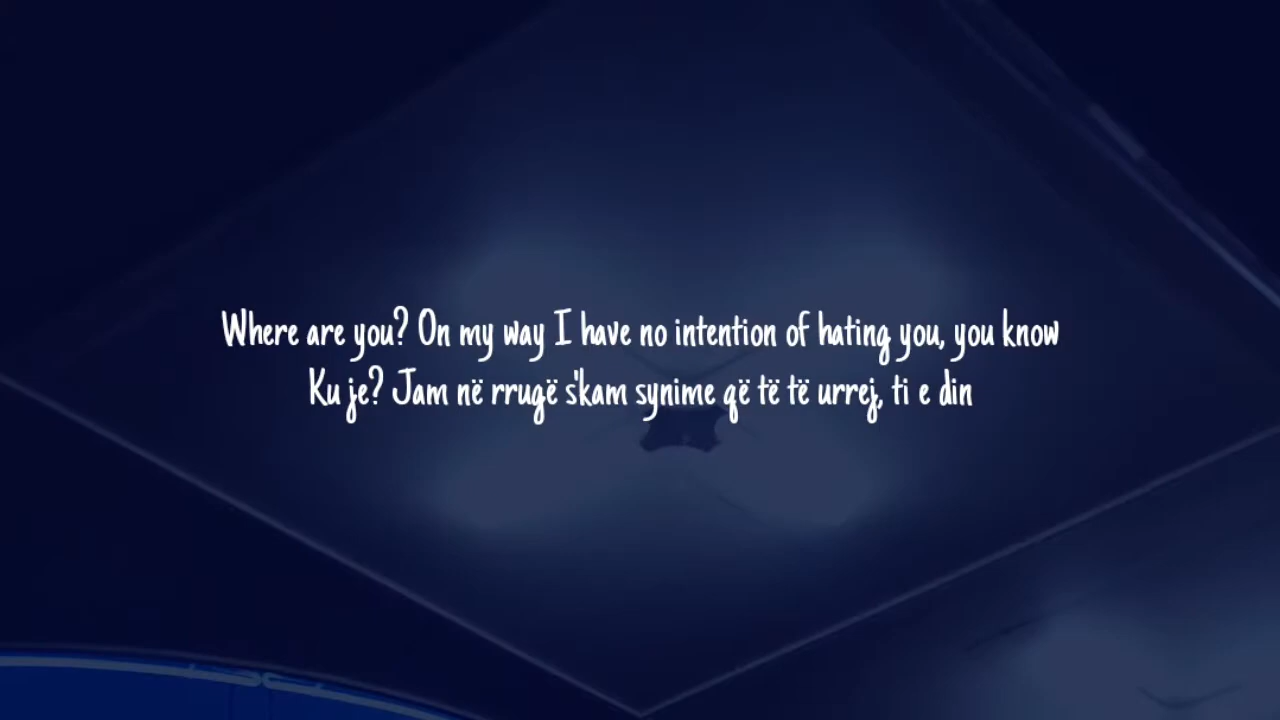 Where are you? On my way I have no intention of hating you, you know
Ku je? Jam në rrugë s'kam synime që të të urrej, ti e din